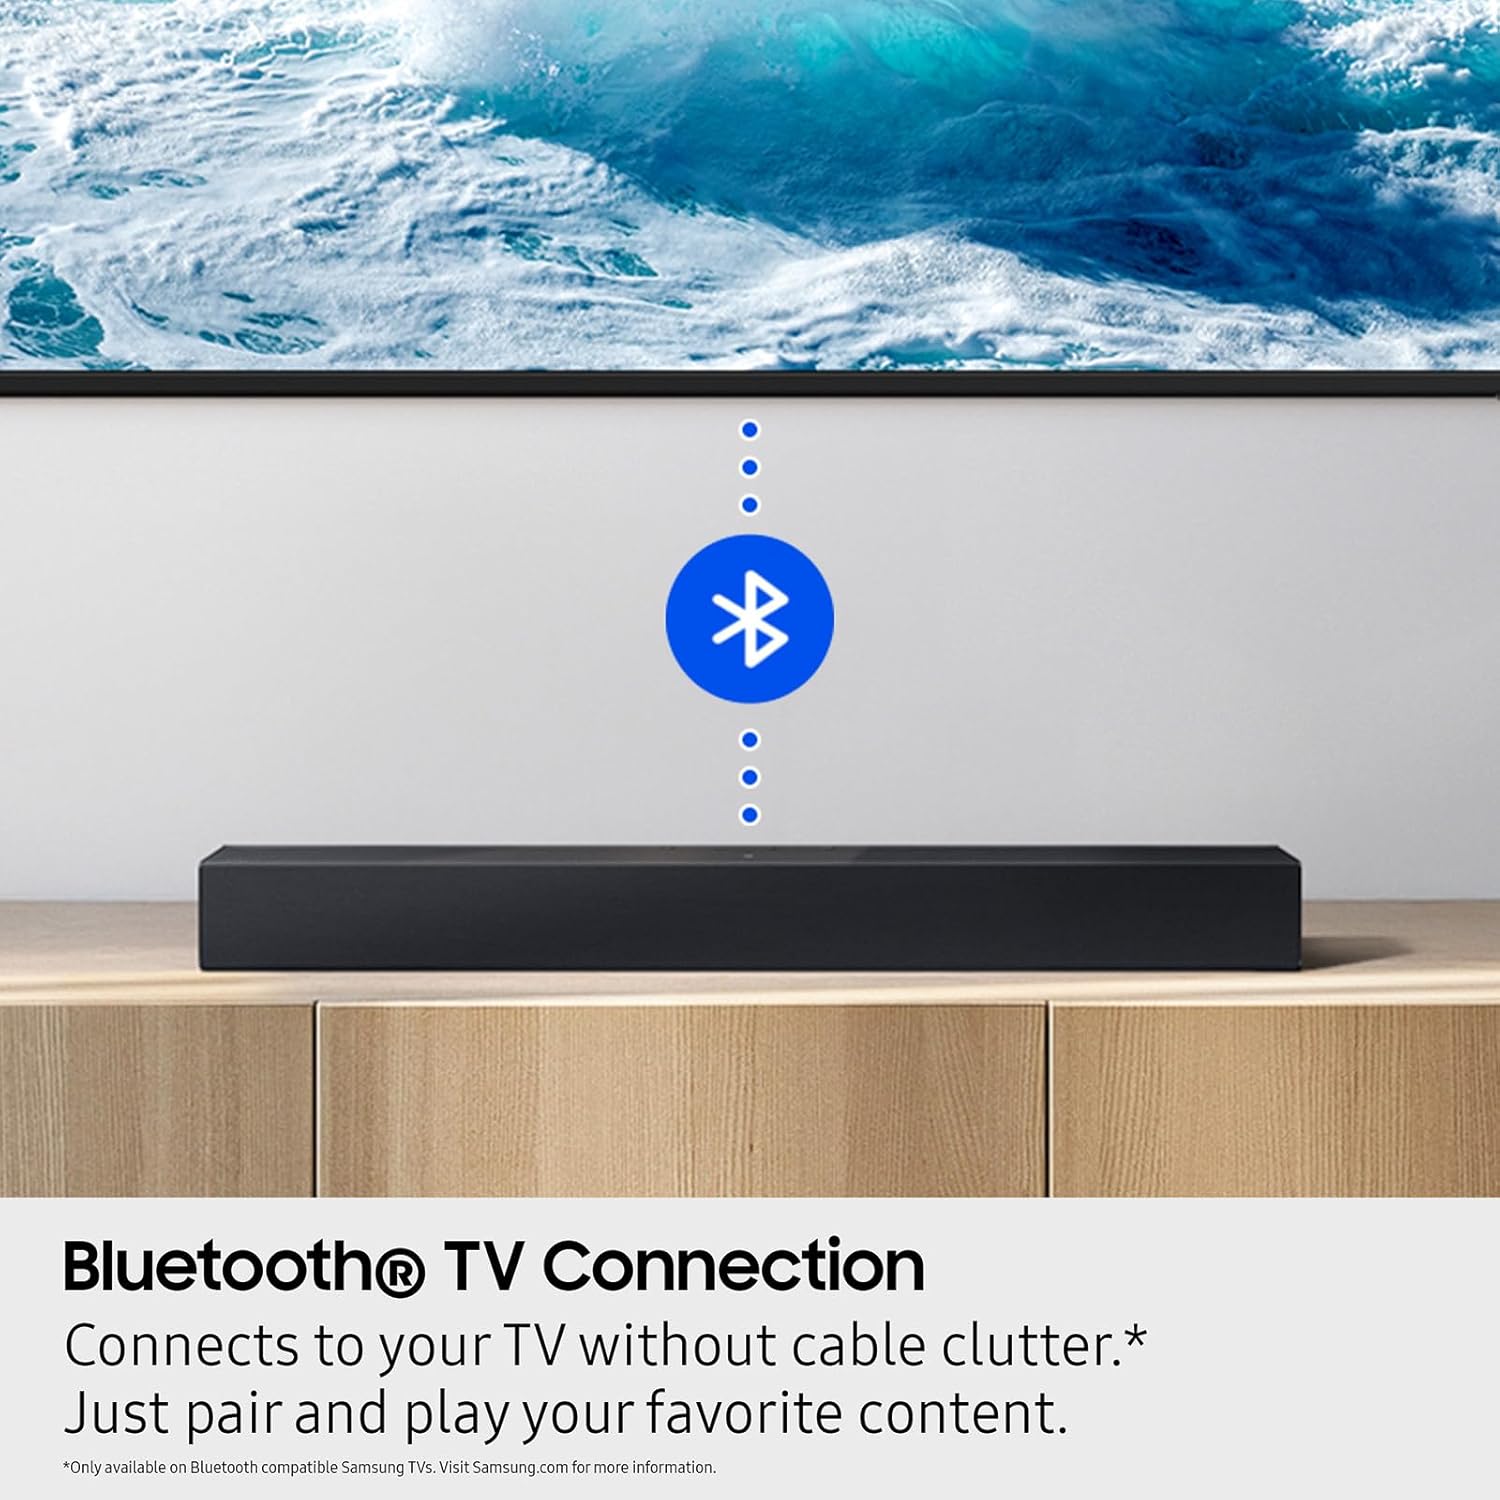 Bluetooth® TV Connection
Connects to your TV without cable clutter.*
Just pair and play your favorite content.
*Only available on Bluetooth compatible Samsung TVs. Visit Samsung.com for more information.